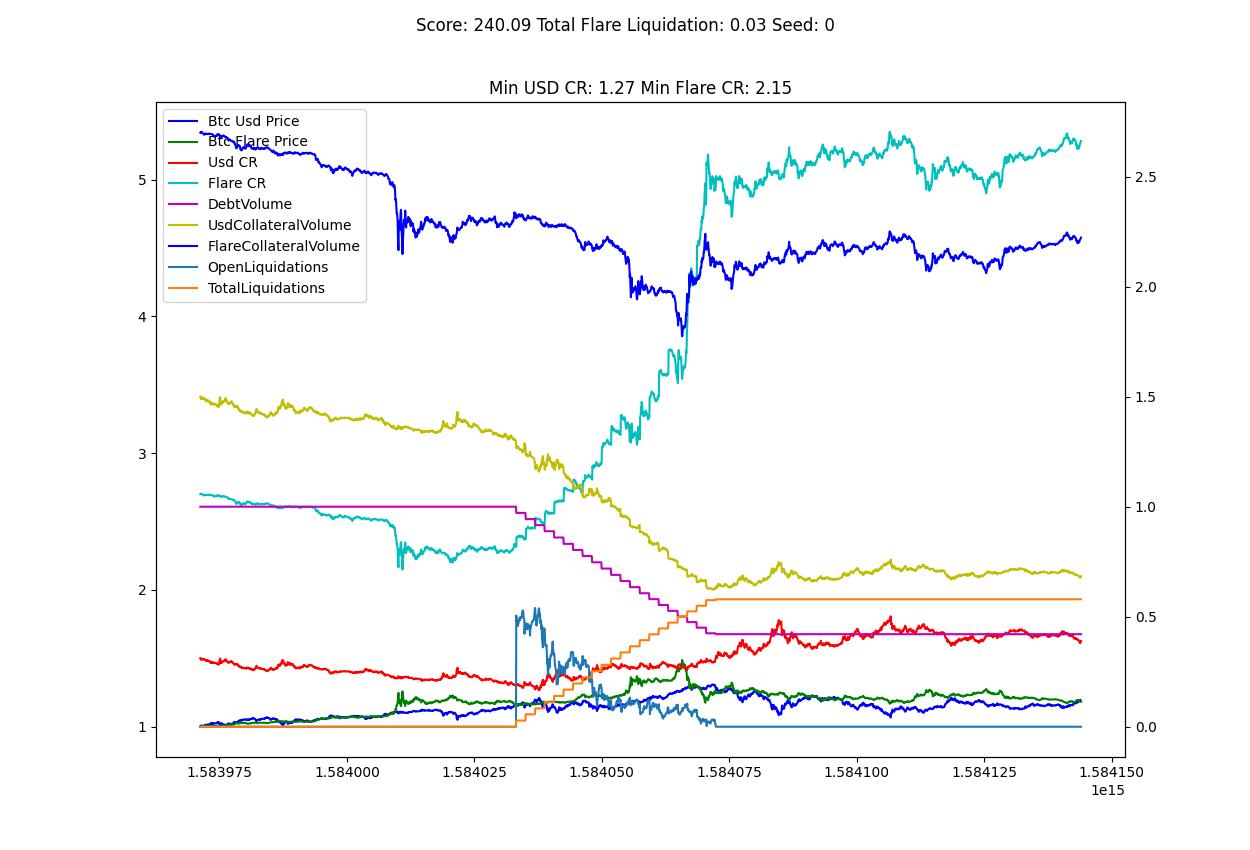 Score: 240.09 Total Flare Liquidation: 0.03 Seed: 0
Min USD CR: 1.27 Min Flare CR: 2.15
Btc Usd Price
Btc Flare Price
Usd CR
Flare CR
DebtVolume
UsdCollateralVolume
FlareCollateralVolume
OpenLiquidations
TotalLiquidations
5
4
3
2
1
2.5
2.0
1.5
1.0
0.5
0.0
1.583975 1.584000 1.584025 1.584050 1.584075 1.584100 1.584125 1.584150
1e15